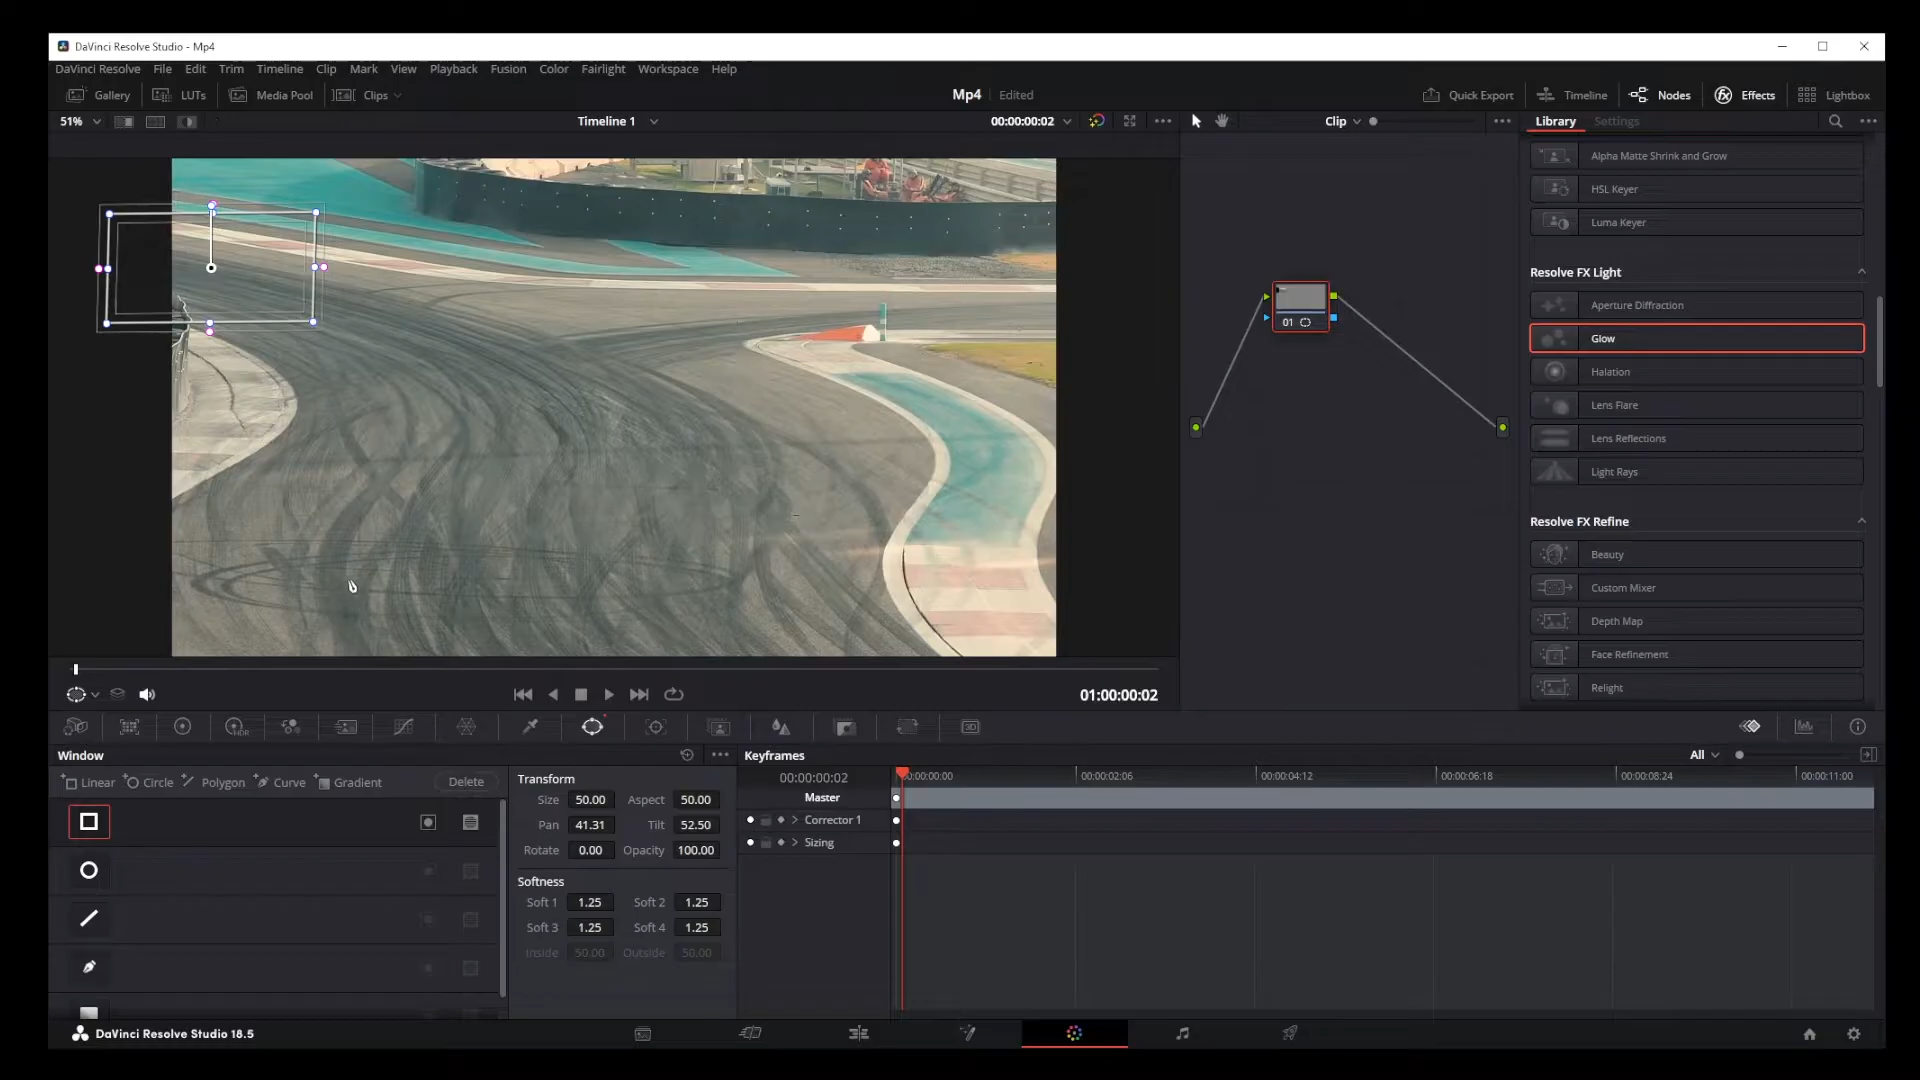 DaVinci Resolve Studio - Mp4
DaVinci Resolve File Edit Trim Timeline Clip Mark View Playback Fusion Color Fairlight Workspace Help
Gallery LUTs Media Pool Clips Mp4 Edited Quick Export Timeline Nodes fx Effects Lightbox
51% Timeline 1 00:00:00:02 Clip Library Settings
Alpha Matte Shrink and Grow
HSL Keyer
Luma Keyer
Resolve FX Light
Aperture Diffraction
Glow
Halation
Lens Flare
Lens Reflections
Light Rays
Resolve FX Refine
Beauty
Custom Mixer
Depth Map
Face Refinement
Relight
01
01:00:00:02
HDR
3D
Window
Linear Circle Polygon Curve Gradient Delete
Transform
Size 50.00 Aspect 50.00
Pan 41.31 Tilt 52.50
Rotate 0.00 Opacity 100.00
Softness
Soft 1 1.25 Soft 2 1.25
Soft 3 1.25 Soft 4 1.25
Inside 50.00 Outside 50.00
Keyframes All
00:00:00:02 00:00:00:00 00:00:02:06 00:00:04:12 00:00:06:18 00:00:08:24 00:00:11:00
Master
Corrector 1
Sizing
DaVinci Resolve Studio 18.5